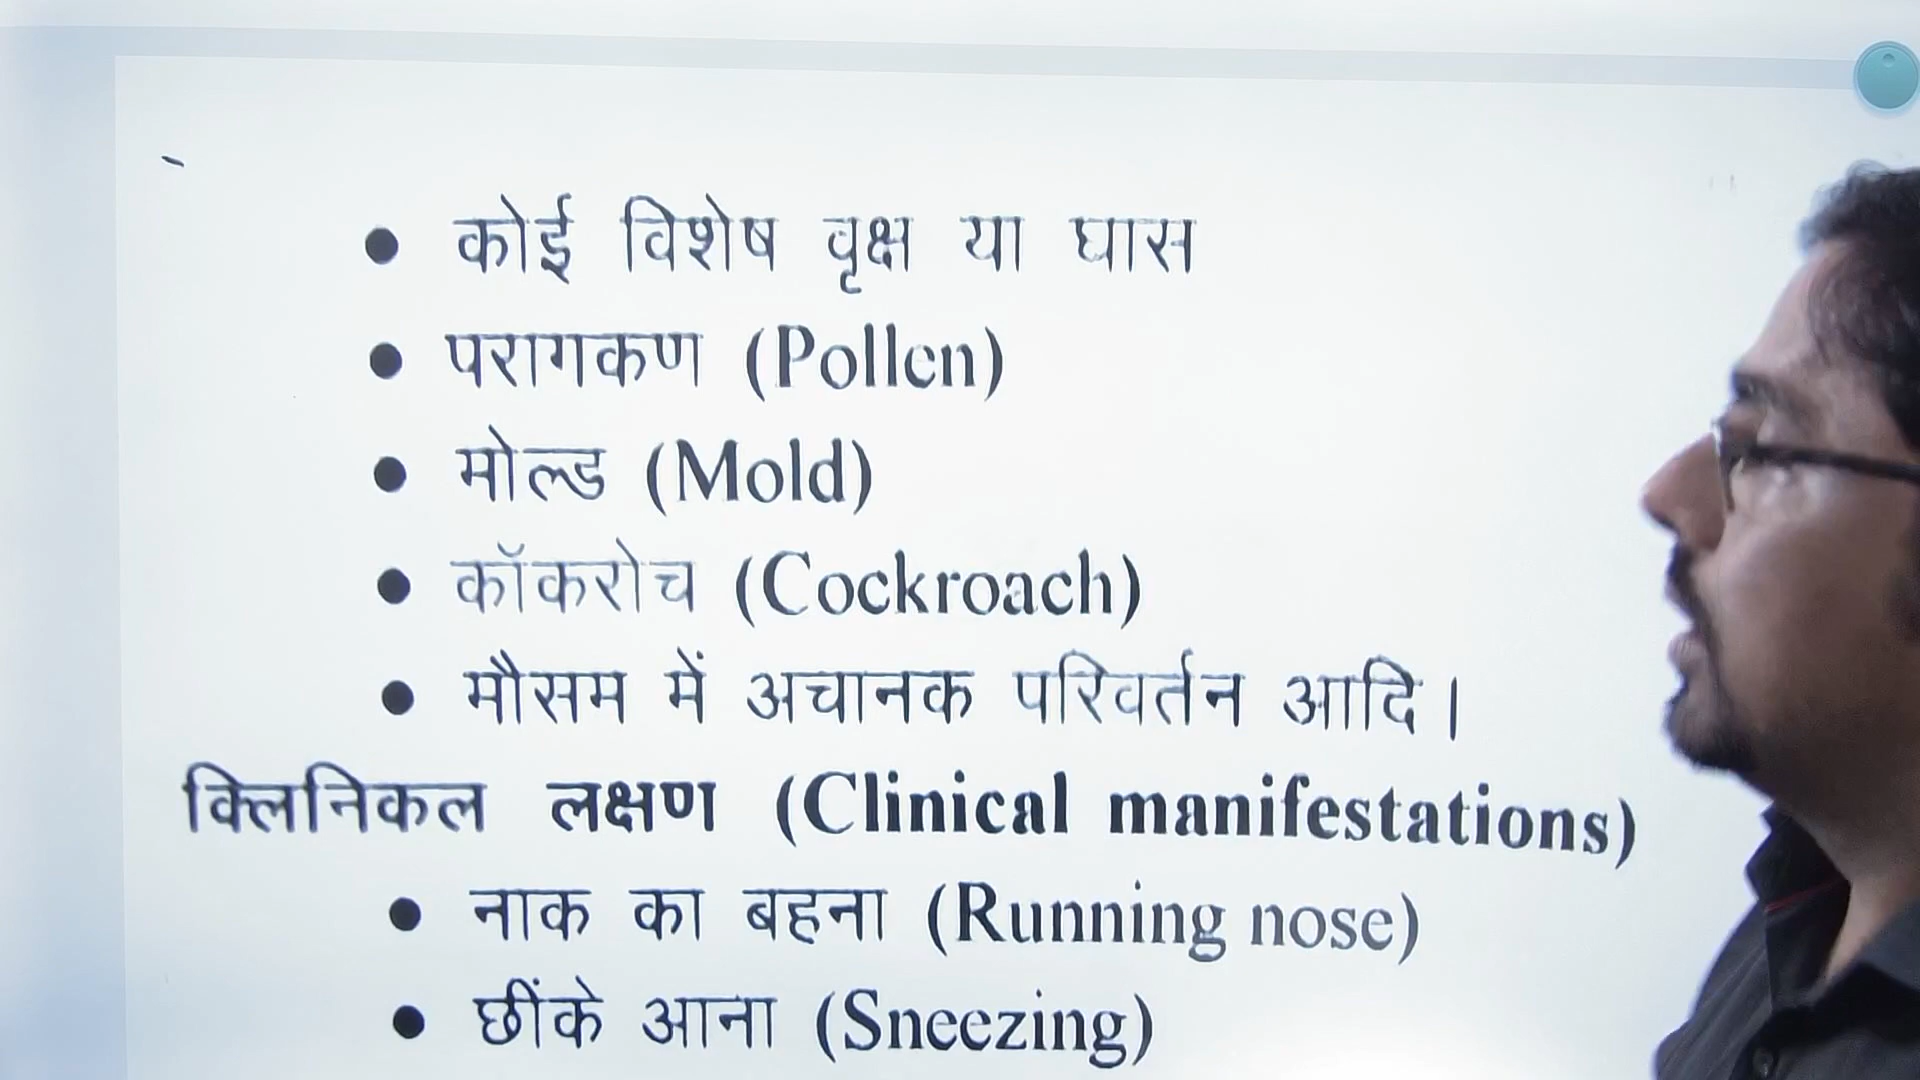 • कोई विशेष वृक्ष या घास
• परागकण (Pollen)
• मोल्ड (Mold)
• कॉकरोच (Cockroach)
• मौसम में अचानक परिवर्तन आदि।
क्लिनिकल लक्षण (Clinical manifestations)
• नाक का बहना (Running nose)
• छींके आना (Sneezing)